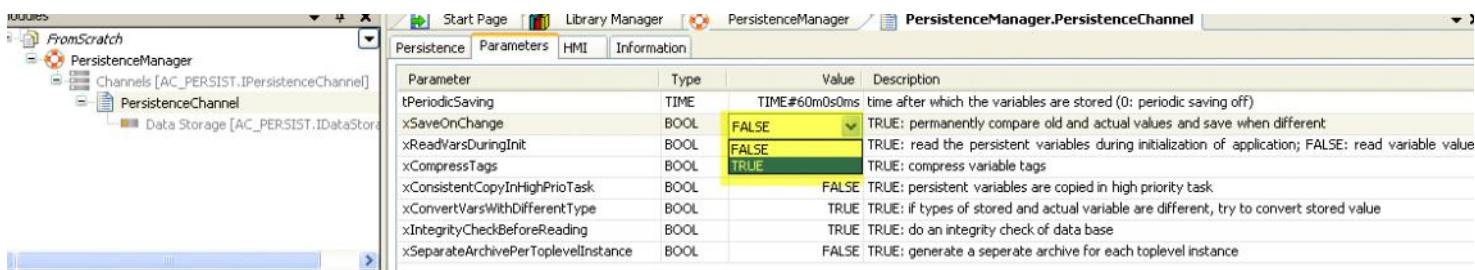 Start Page Library Manager PersistenceManager PersistenceManager.PersistenceChannel
FromScratch
PersistenceManager
Channels [AC_PERSIST.IPersistenceChannel]
PersistenceChannel
Data Storage [AC_PERSIST.IDataStora
Persistence Parameters HMI Information
Parameter Type Value Description
tPeriodicSaving TIME TIME#60m0s0ms time after which the variables are stored (0: periodic saving off)
xSaveOnChange BOOL FALSE TRUE: permanently compare old and actual values and save when different
xReadVarsDuringInit BOOL FALSE TRUE: read the persistent variables during initialization of application; FALSE: read variable value
xCompressTags BOOL TRUE TRUE: compress variable tags
xConsistentCopyInHighPrioTask BOOL FALSE TRUE: persistent variables are copied in high priority task
xConvertVarsWithDifferentType BOOL TRUE TRUE: if types of stored and actual variable are different, try to convert stored value
xIntegrityCheckBeforeReading BOOL TRUE TRUE: do an integrity check of data base
xSeparateArchivePerToplevelInstance BOOL FALSE TRUE: generate a seperate archive for each toplevel instance